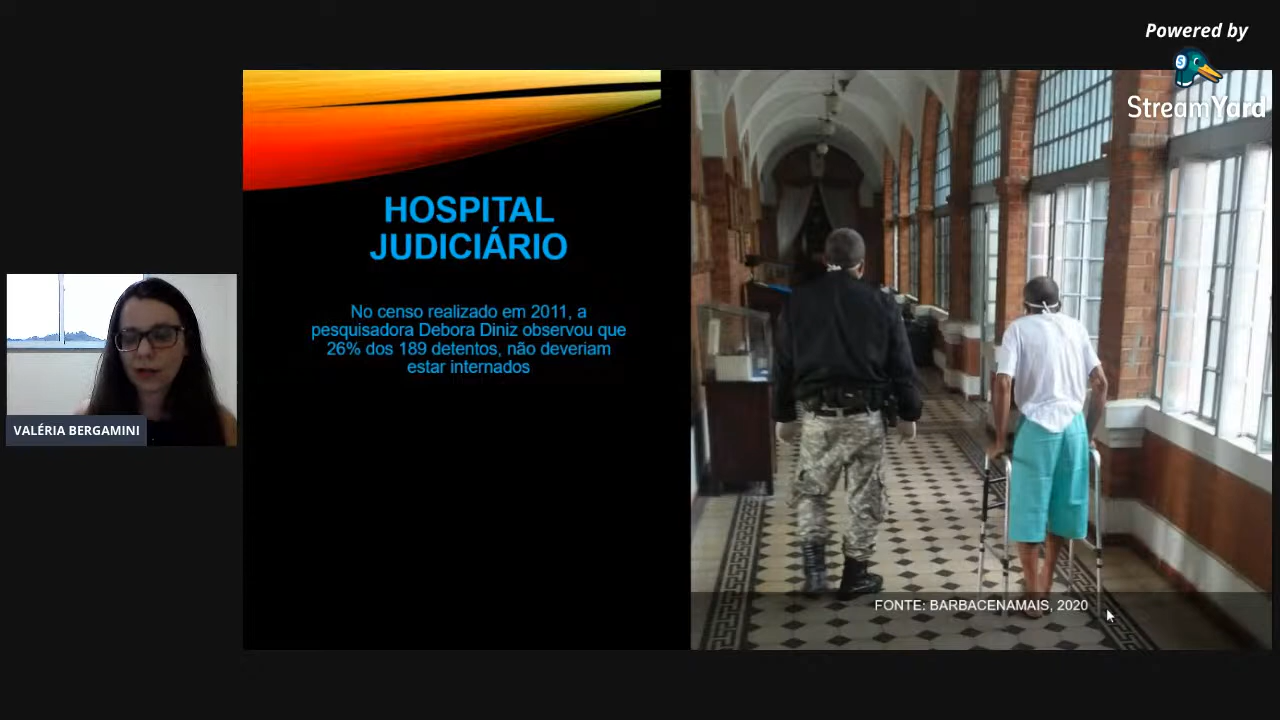 Powered by
StreamYard
HOSPITAL
JUDICIÁRIO
No censo realizado em 2011, a
pesquisadora Debora Diniz observou que
26% dos 189 detentos, não deveriam
estar internados
VALÉRIA BERGAMINI
FONTE: BARBACENAMAIS, 2020